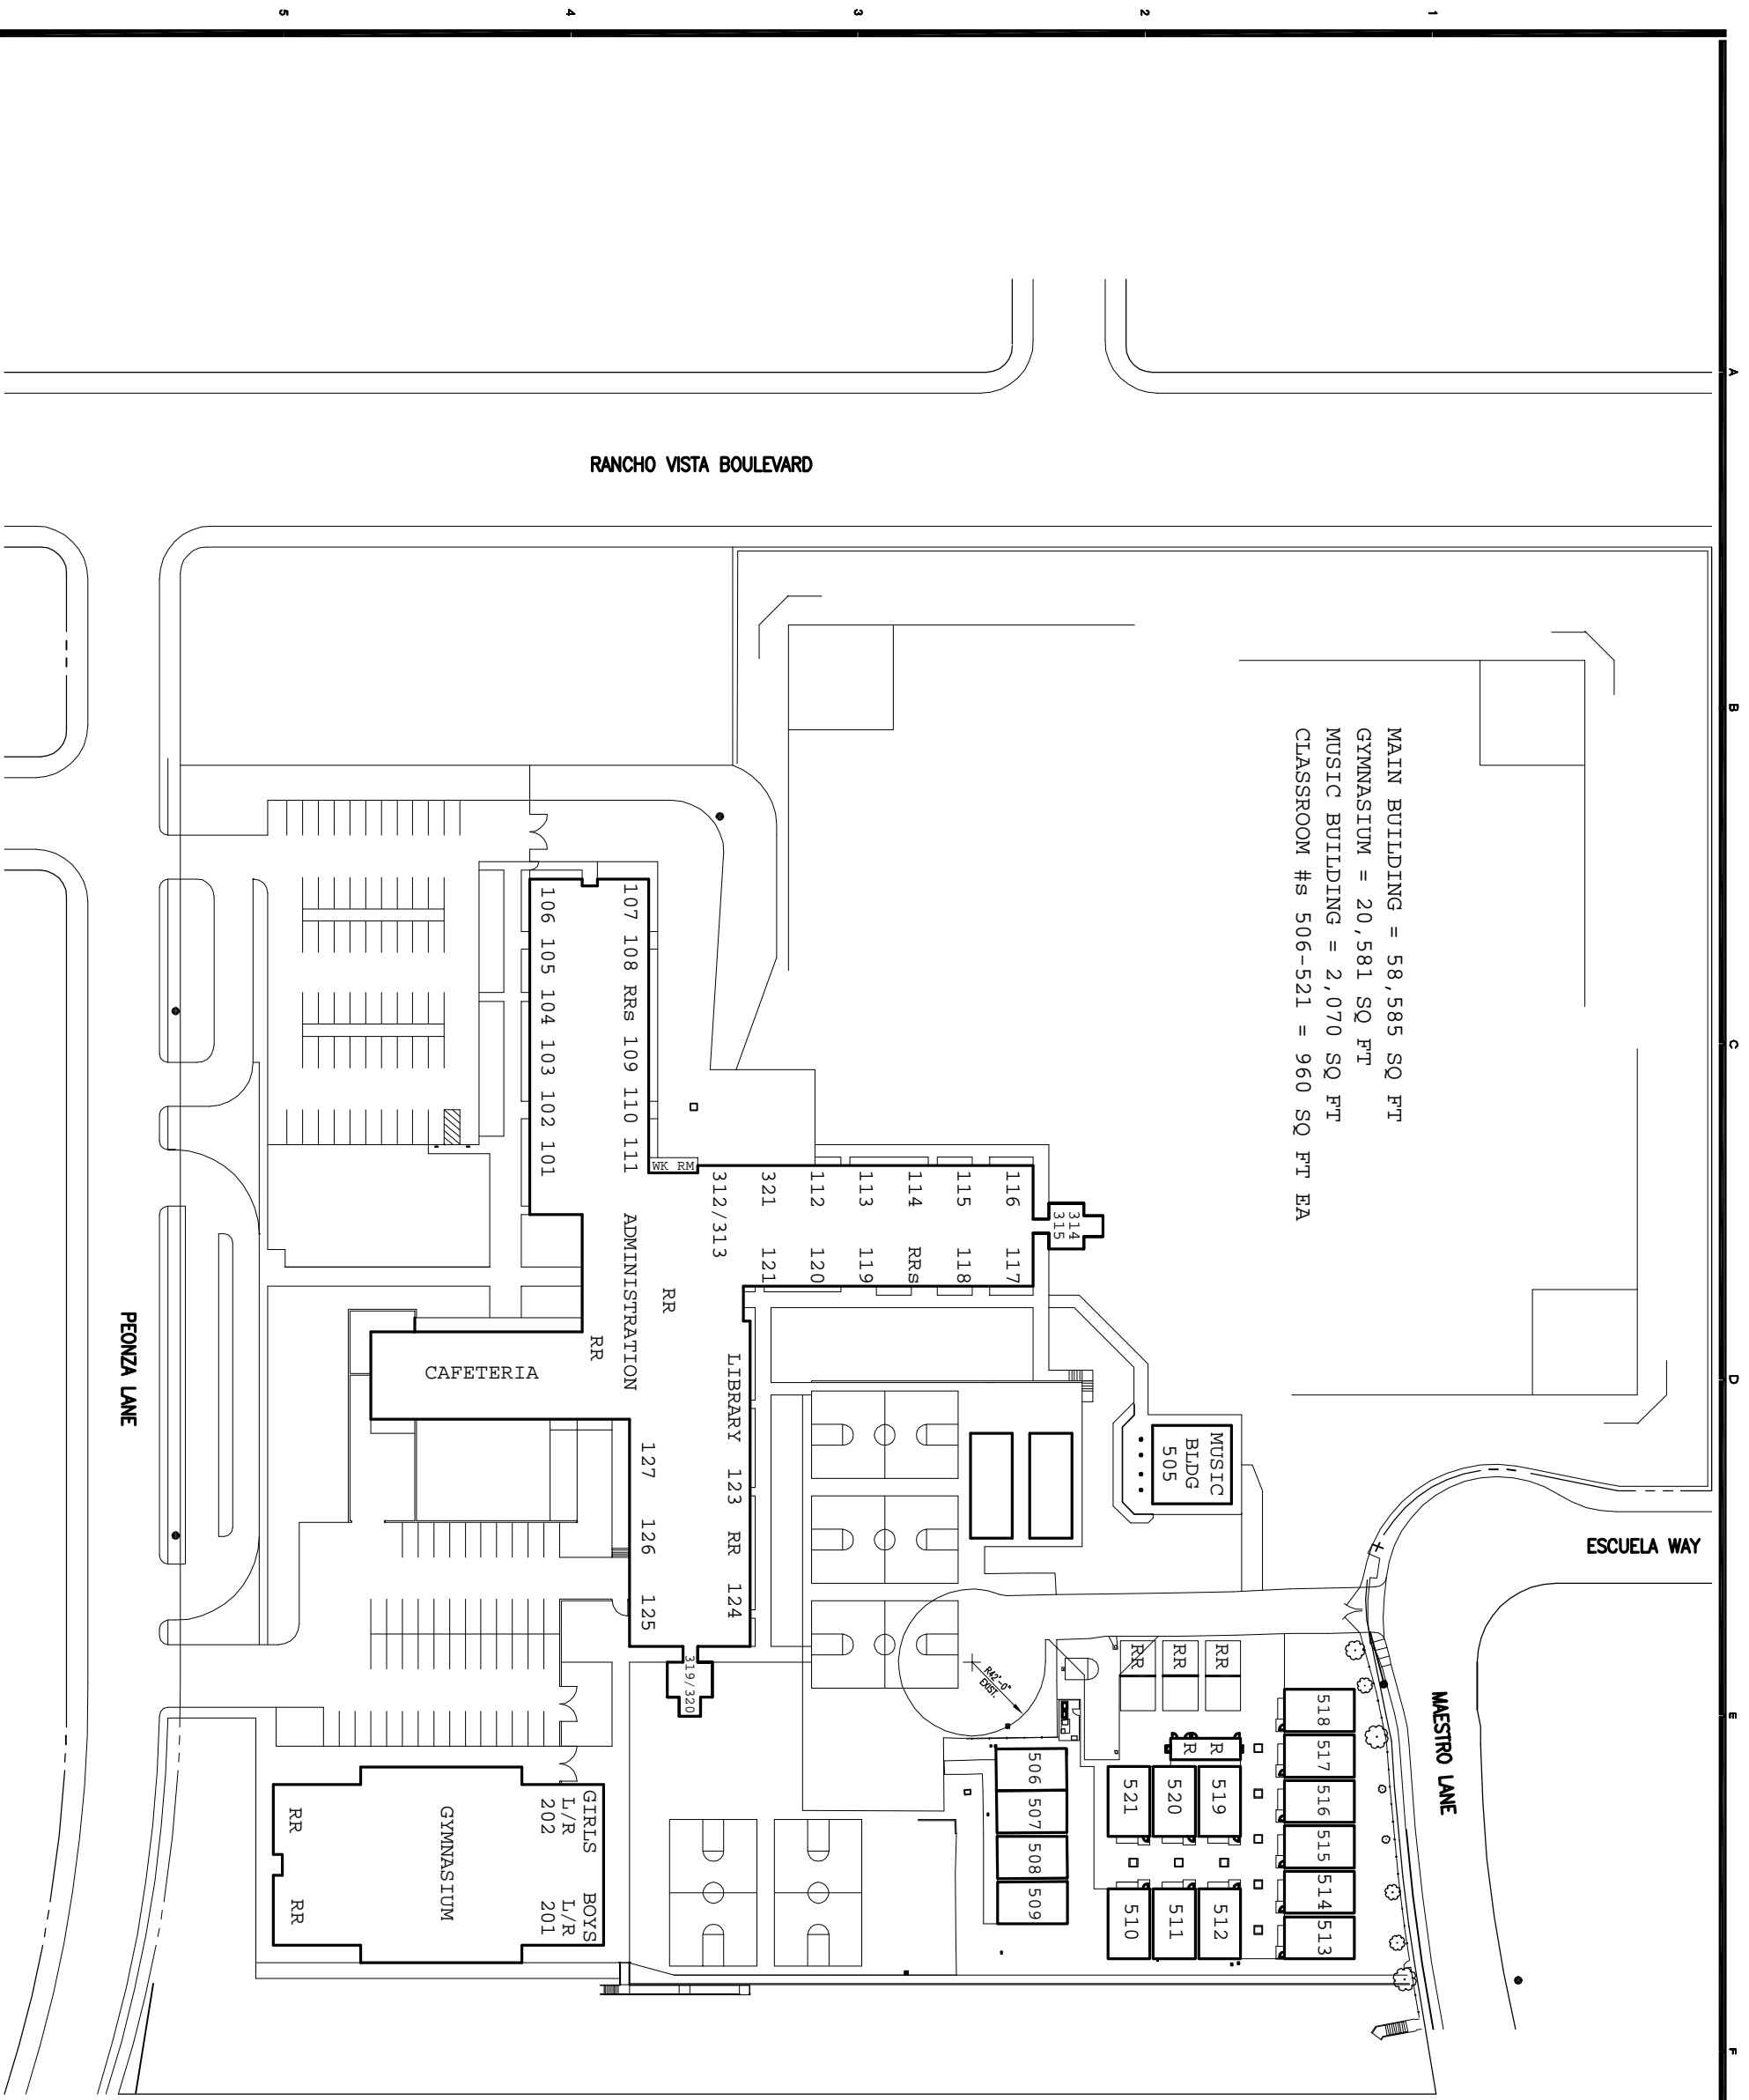 5
4
3
2
1
A
B
C
D
E
F
RANCHO VISTA BOULEVARD
MAIN BUILDING = 58,585 SQ FT
GYMNASIUM = 20,581 SQ FT
MUSIC BUILDING = 2,070 SQ FT
CLASSROOM #s 506-521 = 960 SQ FT EA
107 108 RRs 109 110 111
106 105 104 103 102 101
WK RM
312/313
321
112
113
114
115
116
314
315
121
120
119
RRs
118
117
ADMINISTRATION
RR
RR
CAFETERIA
LIBRARY 123 RR 124
127 126 125
319/320
MUSIC
BLDG
505
PEONZA LANE
ESCUELA WAY
MAESTRO LANE
R42'-0"
EXIST.
RR
RR
RR
R
R
518
517
516
515
514
513
519
520
521
512
511
510
506
507
508
509
GIRLS
L/R
202
BOYS
L/R
201
GYMNASIUM
RR
RR